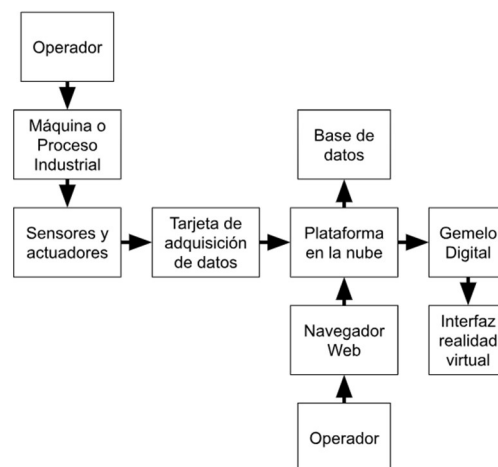 Operador
Máquina o
Proceso
Industrial
Base de
datos
Sensores y
actuadores
Tarjeta de
adquisición
de datos
Plataforma
en la nube
Gemelo
Digital
Navegador
Web
Interfaz
realidad
virtual
Operador